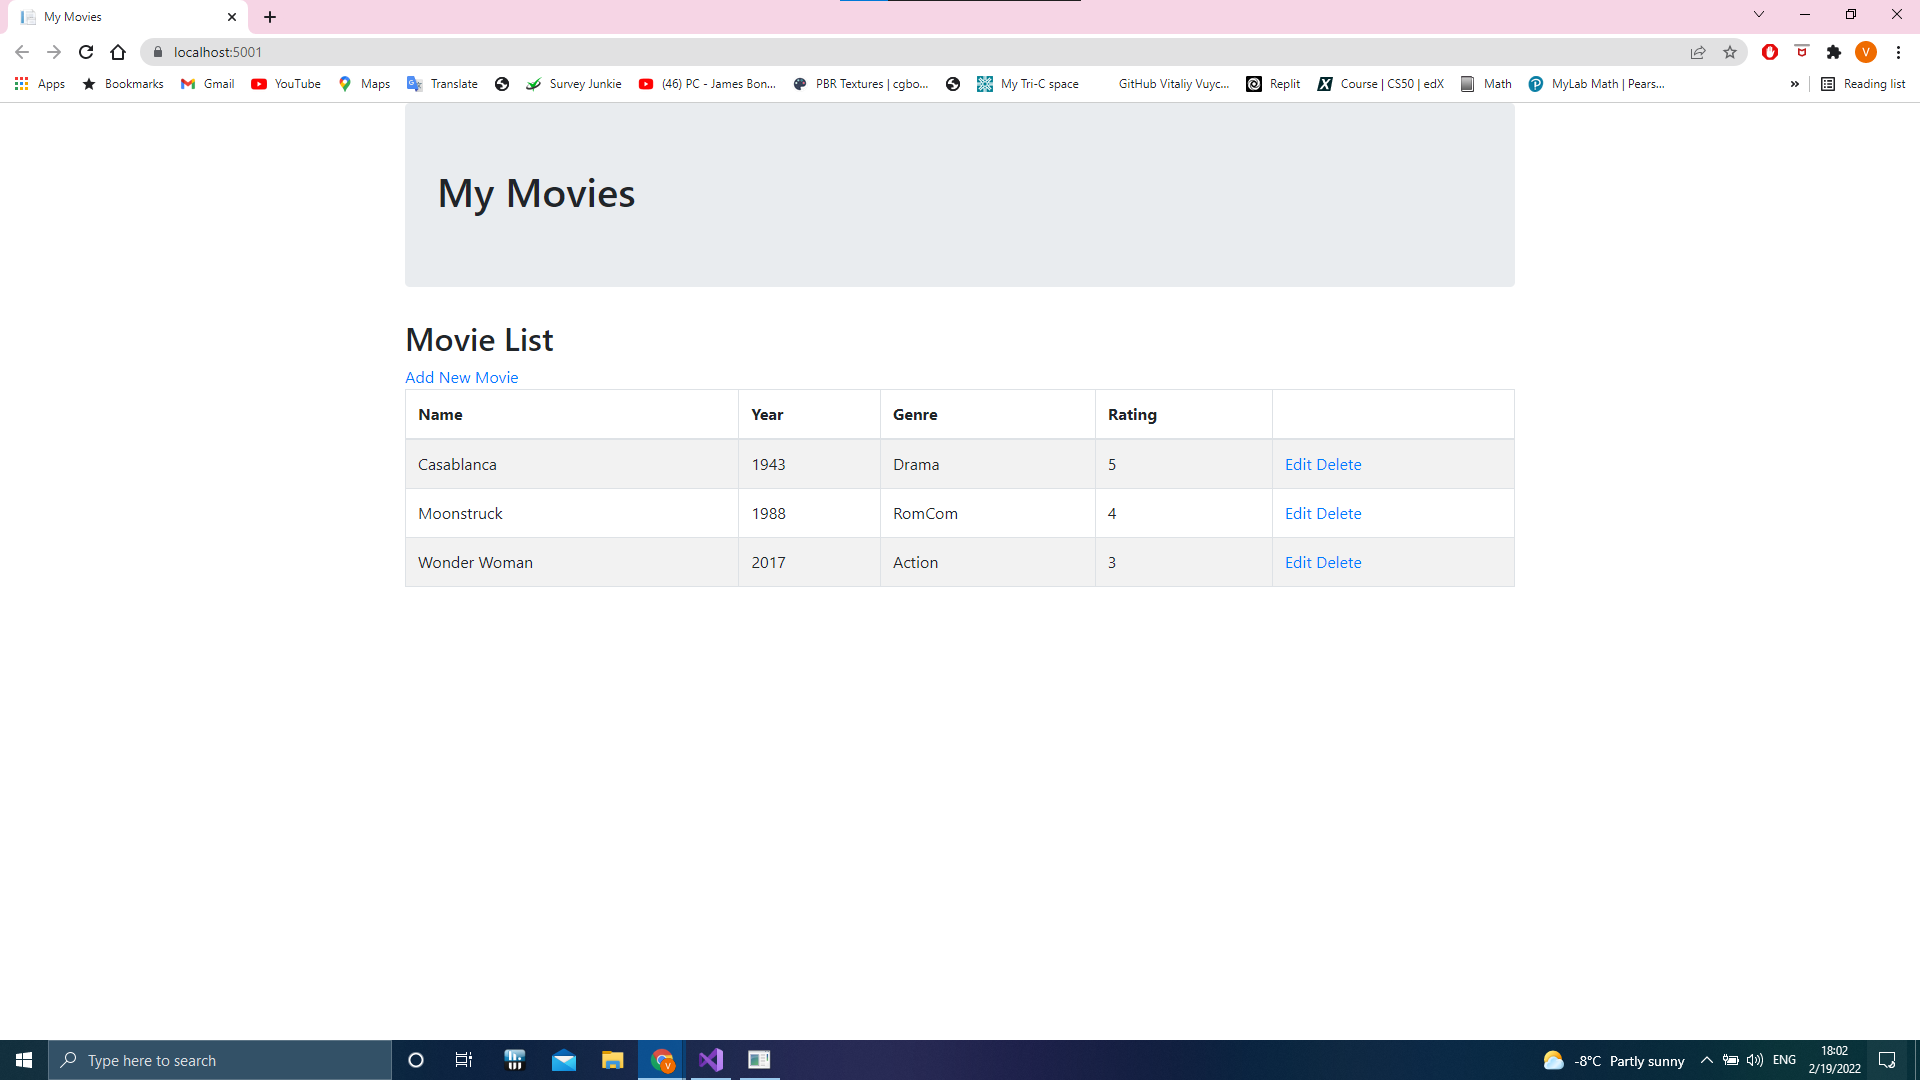 My Movies
localhost:5001
V
Apps Bookmarks Gmail YouTube Maps Translate Survey Junkie (46) PC - James Bon... PBR Textures | cgbo... My Tri-C space GitHub Vitaliy Vuyc... Replit Course | CS50 | edX Math MyLab Math | Pears... » Reading list
My Movies
Movie List
Add New Movie
Name Year Genre Rating
Casablanca 1943 Drama 5 Edit Delete
Moonstruck 1988 RomCom 4 Edit Delete
Wonder Woman 2017 Action 3 Edit Delete
Type here to search
-8°C Partly sunny
ENG
18:02
2/19/2022